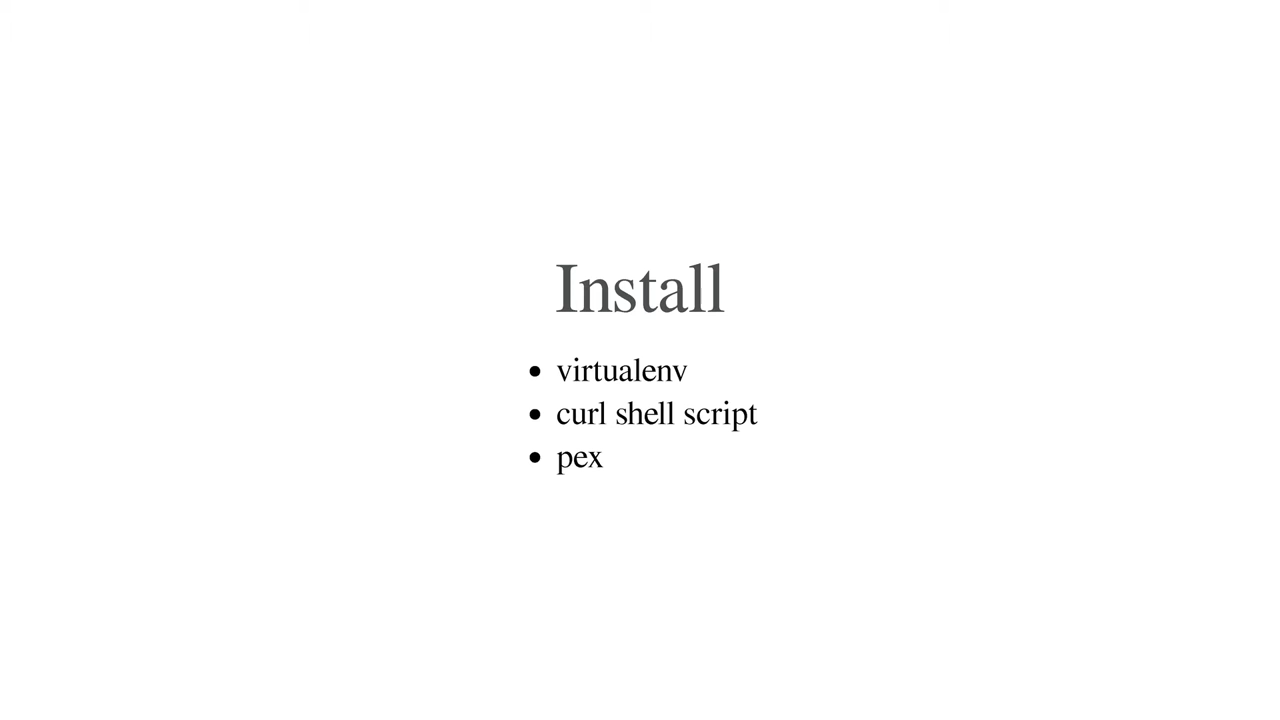 Install
• virtualenv
• curl shell script
• pex